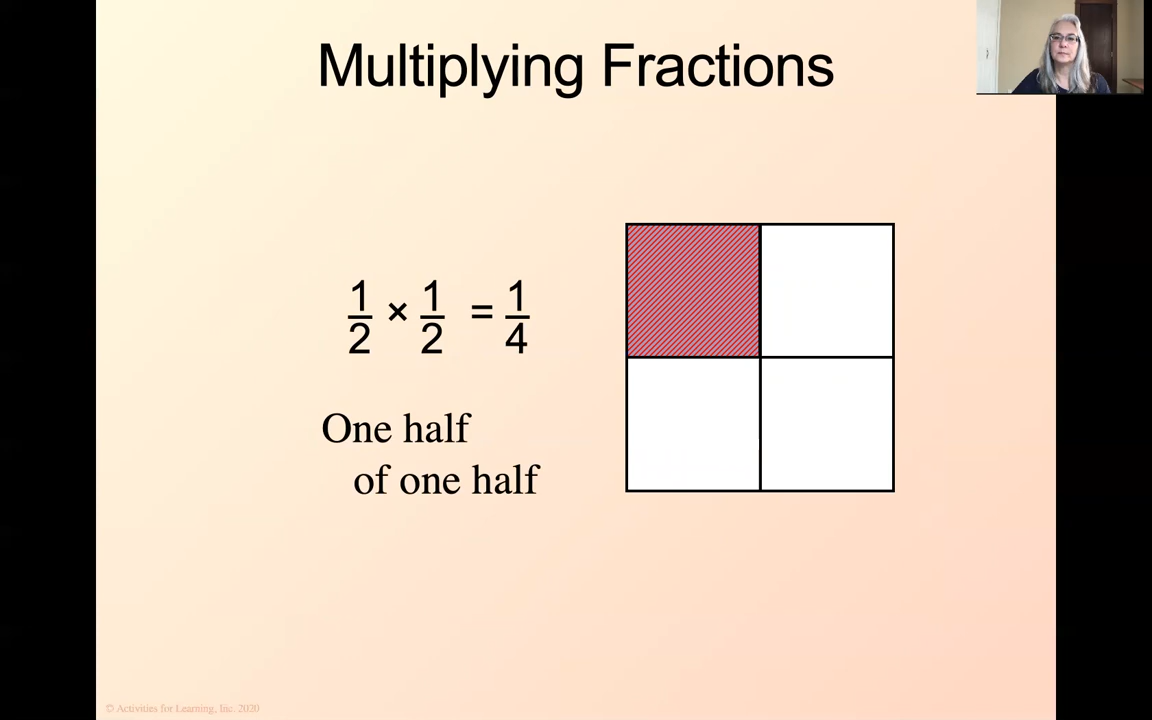 Multiplying Fractions
1/2 × 1/2 = 1/4
One half
of one half
© Activities for Learning, Inc. 2020